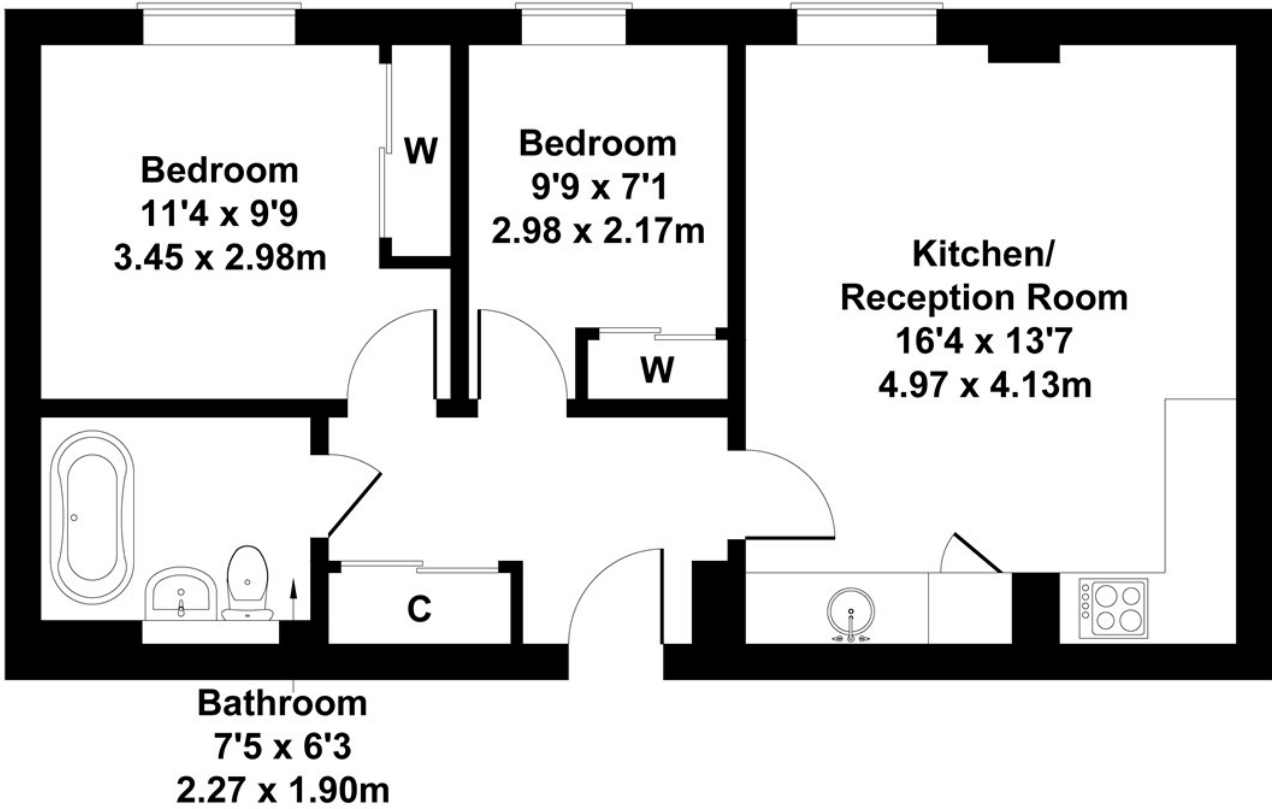 Bedroom
11'4 x 9'9
3.45 x 2.98m
W
Bedroom
9'9 x 7'1
2.98 x 2.17m
W
Kitchen/
Reception Room
16'4 x 13'7
4.97 x 4.13m
C
Bathroom
7'5 x 6'3
2.27 x 1.90m